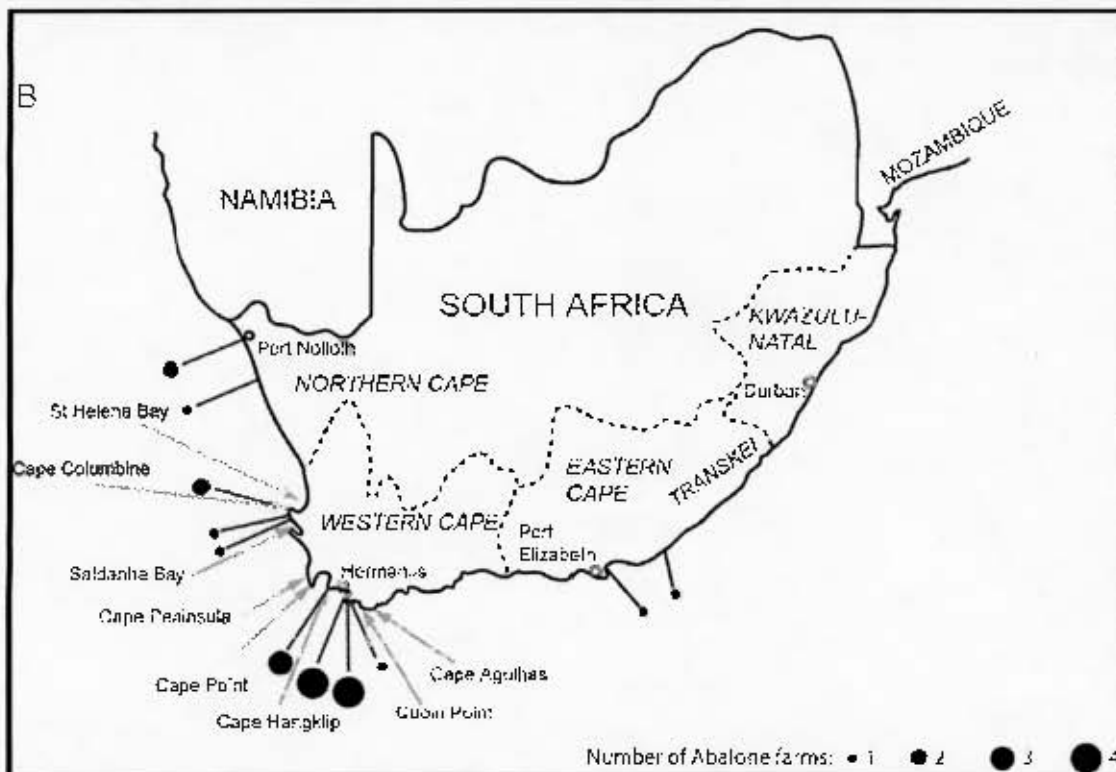 B
NAMIBIA
MOZAMBIQUE
SOUTH AFRICA
KWAZULU-
NATAL
Port Nolloth
NORTHERN CAPE
Durban
St Helena Bay
Cape Columbine
EASTERN
CAPE
TRANSKEI
WESTERN CAPE
Port
Elizabeth
Saldanha Bay
Hermanus
Cape Peninsula
Cape Agulhas
Cape Point
Quoin Point
Cape Hangklip
Number of Abalone farms: 1 2 3 4